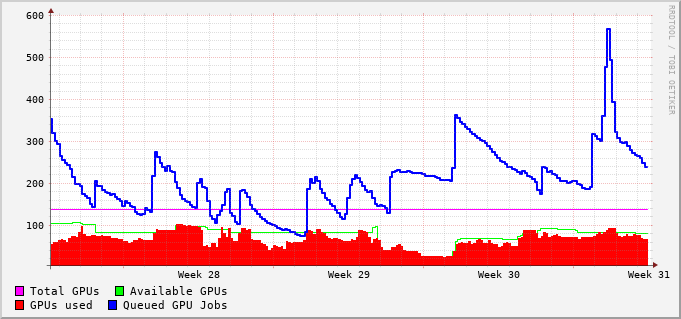 600
500
400
300
200
100
Week 28 Week 29 Week 30 Week 31
Total GPUs Available GPUs
GPUs used Queued GPU Jobs
RRDTOOL / TOBI OETIKER